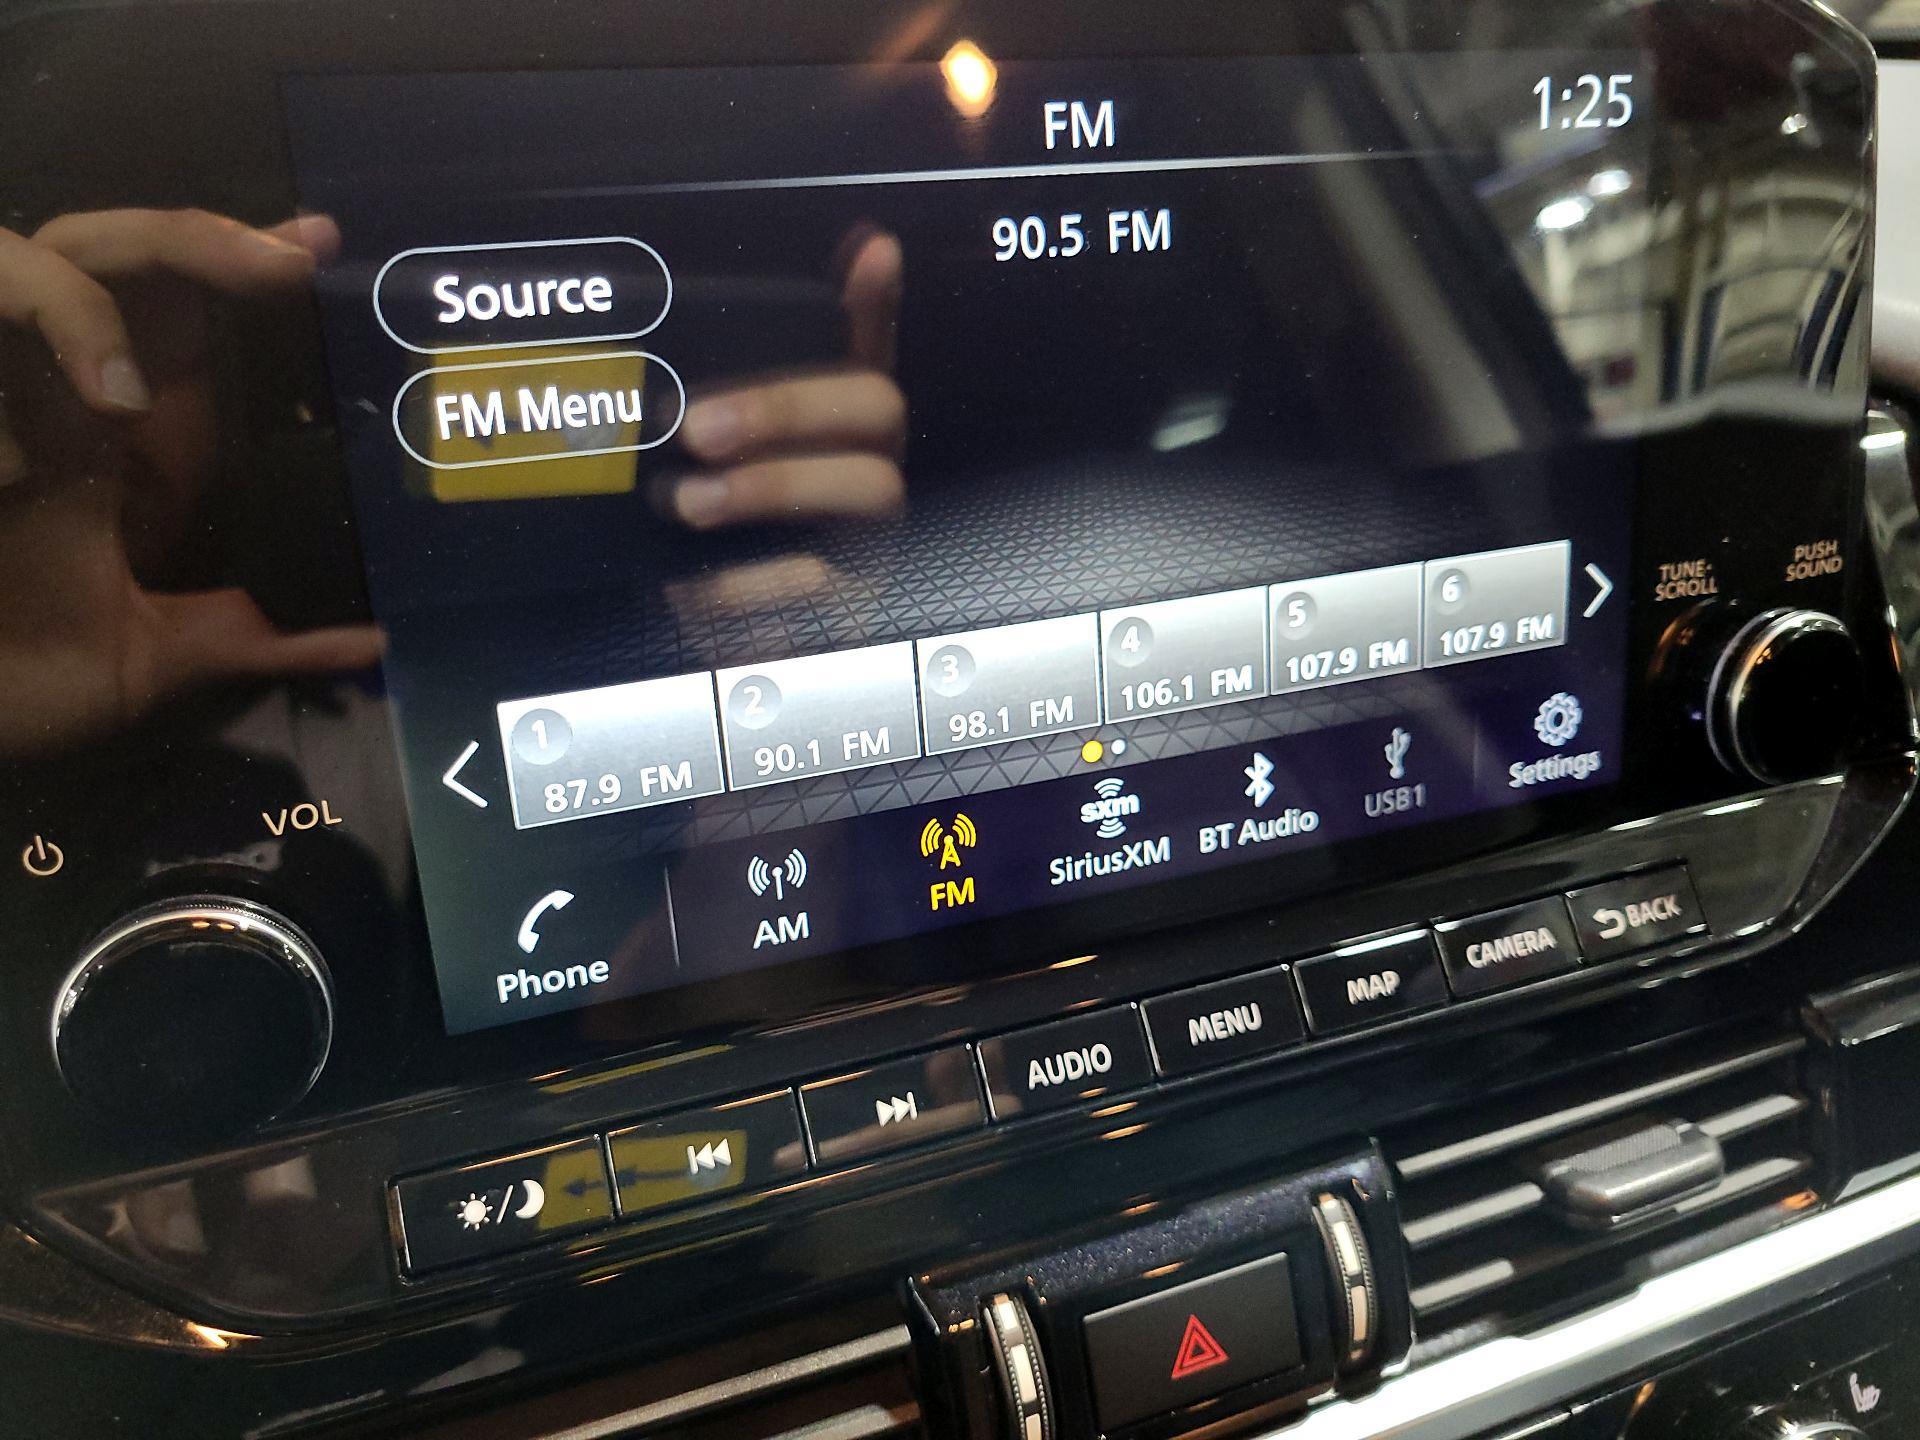 FM
1:25
90.5 FM
Source
FM Menu
TUNE·
SCROLL
PUSH
SOUND
1
87.9 FM
2
90.1 FM
3
98.1 FM
4
106.1 FM
5
107.9 FM
6
107.9 FM
VOL
Phone
AM
FM
sxm
SiriusXM
BT Audio
USB1
Settings
AUDIO
MENU
MAP
CAMERA
BACK